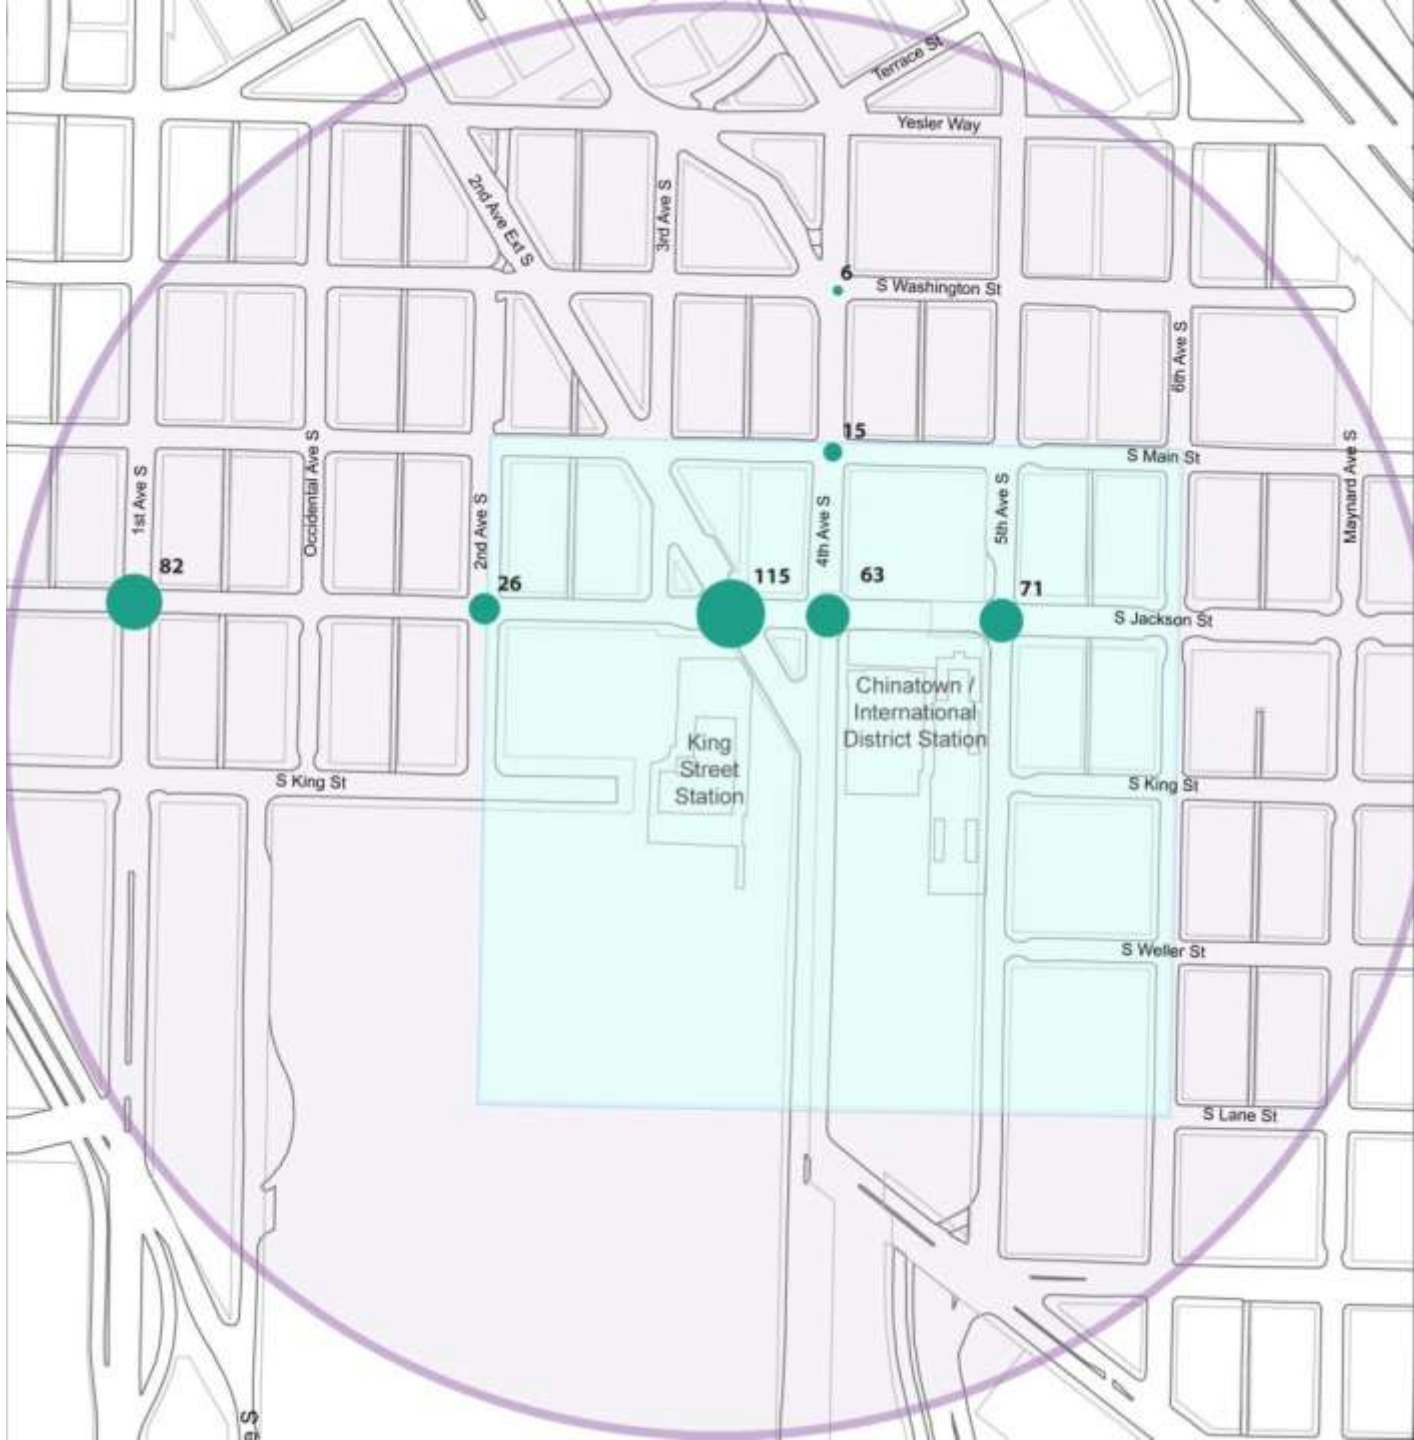 Terrace St
Yesler Way
2nd Ave Ext S
3rd Ave S
6
S Washington St
6th Ave S
15
S Main St
1st Ave S
Occidental Ave S
2nd Ave S
4th Ave S
5th Ave S
Maynard Ave S
82
26
115
63
71
S Jackson St
Chinatown /
International
District Station
King
Street
Station
S King St
S King St
S Weller St
S Lane St